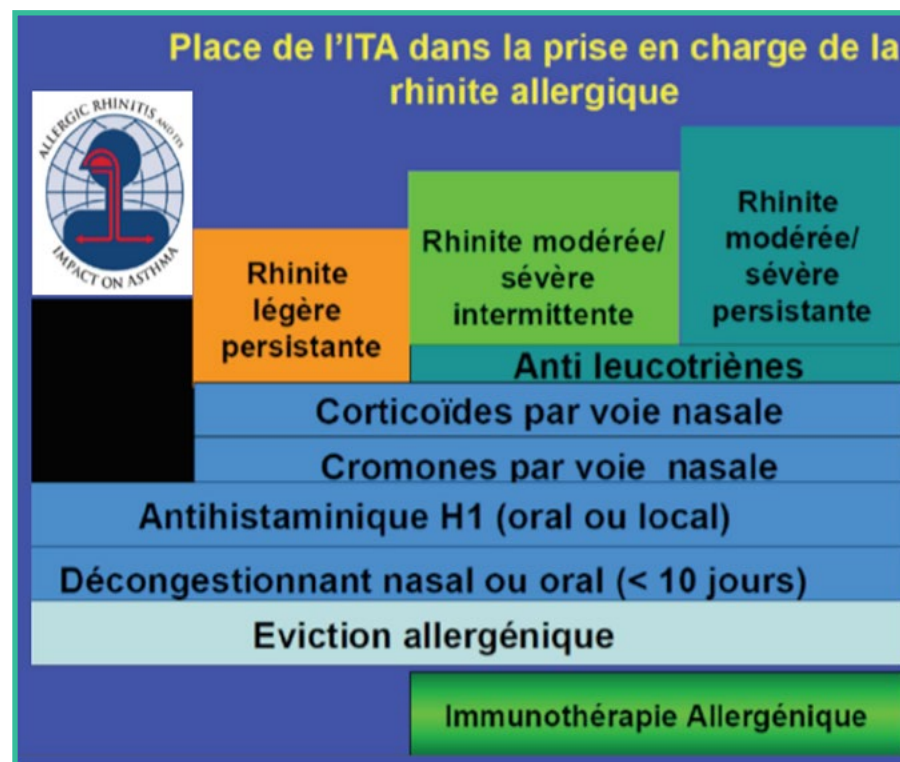 Place de l'ITA dans la prise en charge de la
rhinite allergique
ALLERGIC RHINITIS AND ITS
IMPACT ON ASTHMA
Rhinite
légère
persistante
Rhinite modérée/
sévère
intermittente
Rhinite
modérée/
sévère
persistante
Anti leucotriènes
Corticoïdes par voie nasale
Cromones par voie nasale
Antihistaminique H1 (oral ou local)
Décongestionnant nasal ou oral (< 10 jours)
Eviction allergénique
Immunothérapie Allergénique